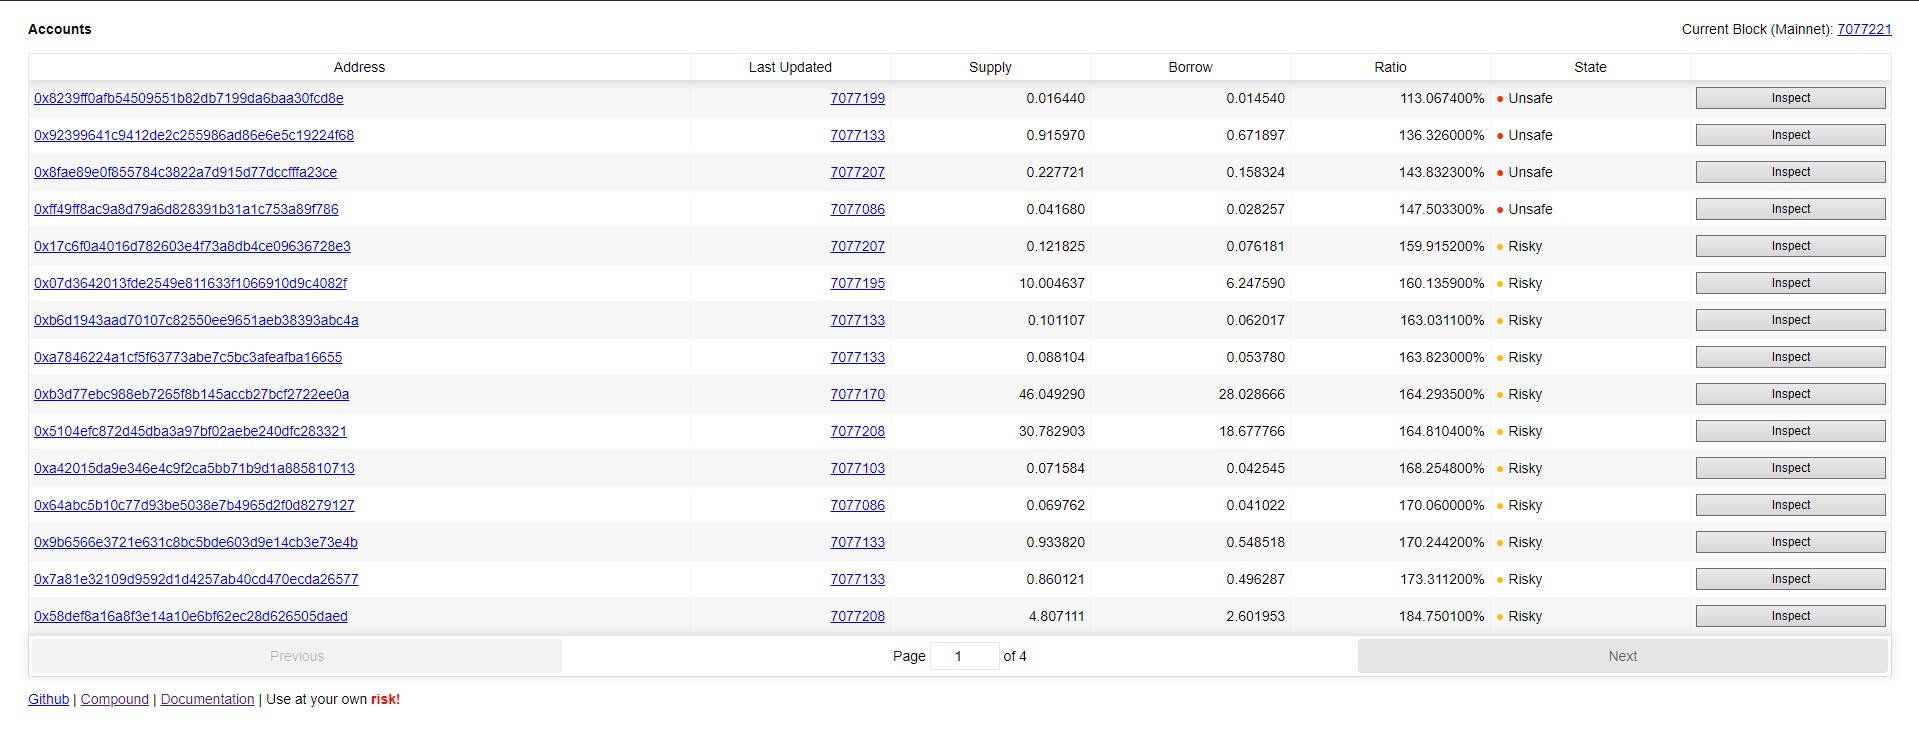 Accounts Current Block (Mainnet): 7077221
Address Last Updated Supply Borrow Ratio State
0x8239ff0afb54509551b82db7199da6baa30fcd8e 7077199 0.016440 0.014540 113.067400% Unsafe Inspect
0x92399641c9412de2c255986ad86e6e5c19224f68 7077133 0.915970 0.671897 136.326000% Unsafe Inspect
0x8fae89e0f855784c3822a7d915d77dccfffa23ce 7077207 0.227721 0.158324 143.832300% Unsafe Inspect
0xff49ff8ac9a8d79a6d828391b31a1c753a89f786 7077086 0.041680 0.028257 147.503300% Unsafe Inspect
0x17c6f0a4016d782603e4f73a8db4ce09636728e3 7077207 0.121825 0.076181 159.915200% Risky Inspect
0x07d3642013fde2549e811633f1066910d9c4082f 7077195 10.004637 6.247590 160.135900% Risky Inspect
0xb6d1943aad70107c82550ee9651aeb38393abc4a 7077133 0.101107 0.062017 163.031100% Risky Inspect
0xa7846224a1cf5f63773abe7c5bc3afeafba16655 7077133 0.088104 0.053780 163.823000% Risky Inspect
0xb3d77ebc988eb7265f8b145accb27bcf2722ee0a 7077170 46.049290 28.028666 164.293500% Risky Inspect
0x5104efc872d45dba3a97bf02aebe240dfc283321 7077208 30.782903 18.677766 164.810400% Risky Inspect
0xa42015da9e346e4c9f2ca5bb71b9d1a885810713 7077103 0.071584 0.042545 168.254800% Risky Inspect
0x64abc5b10c77d93be5038e7b4965d2f0d8279127 7077086 0.069762 0.041022 170.060000% Risky Inspect
0x9b6566e3721e631c8bc5bde603d9e14cb3e73e4b 7077133 0.933820 0.548518 170.244200% Risky Inspect
0x7a81e32109d9592d1d4257ab40cd470ecda26577 7077133 0.860121 0.496287 173.311200% Risky Inspect
0x58def8a16a8f3e14a10e6bf62ec28d626505daed 7077208 4.807111 2.601953 184.750100% Risky Inspect
Previous Page 1 of 4 Next
Github | Compound | Documentation | Use at your own risk!